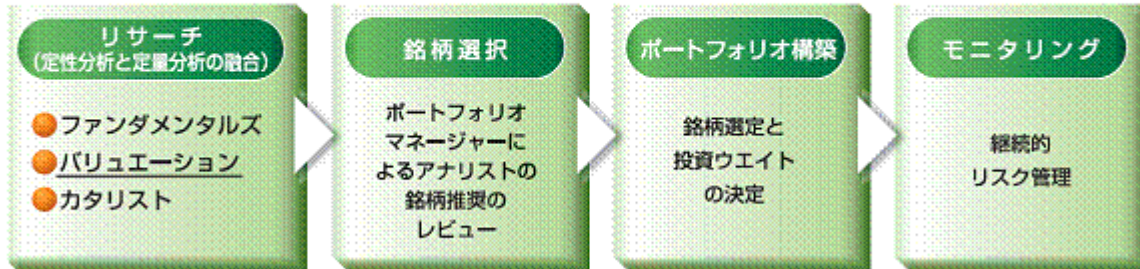 リサーチ
(定性分析と定量分析の融合)
ファンダメンタルズ
バリュエーション
カタリスト
銘柄選択
ポートフォリオ
マネージャーに
よるアナリストの
銘柄推奨の
レビュー
ポートフォリオ構築
銘柄選定と
投資ウエイト
の決定
モニタリング
継続的
リスク管理